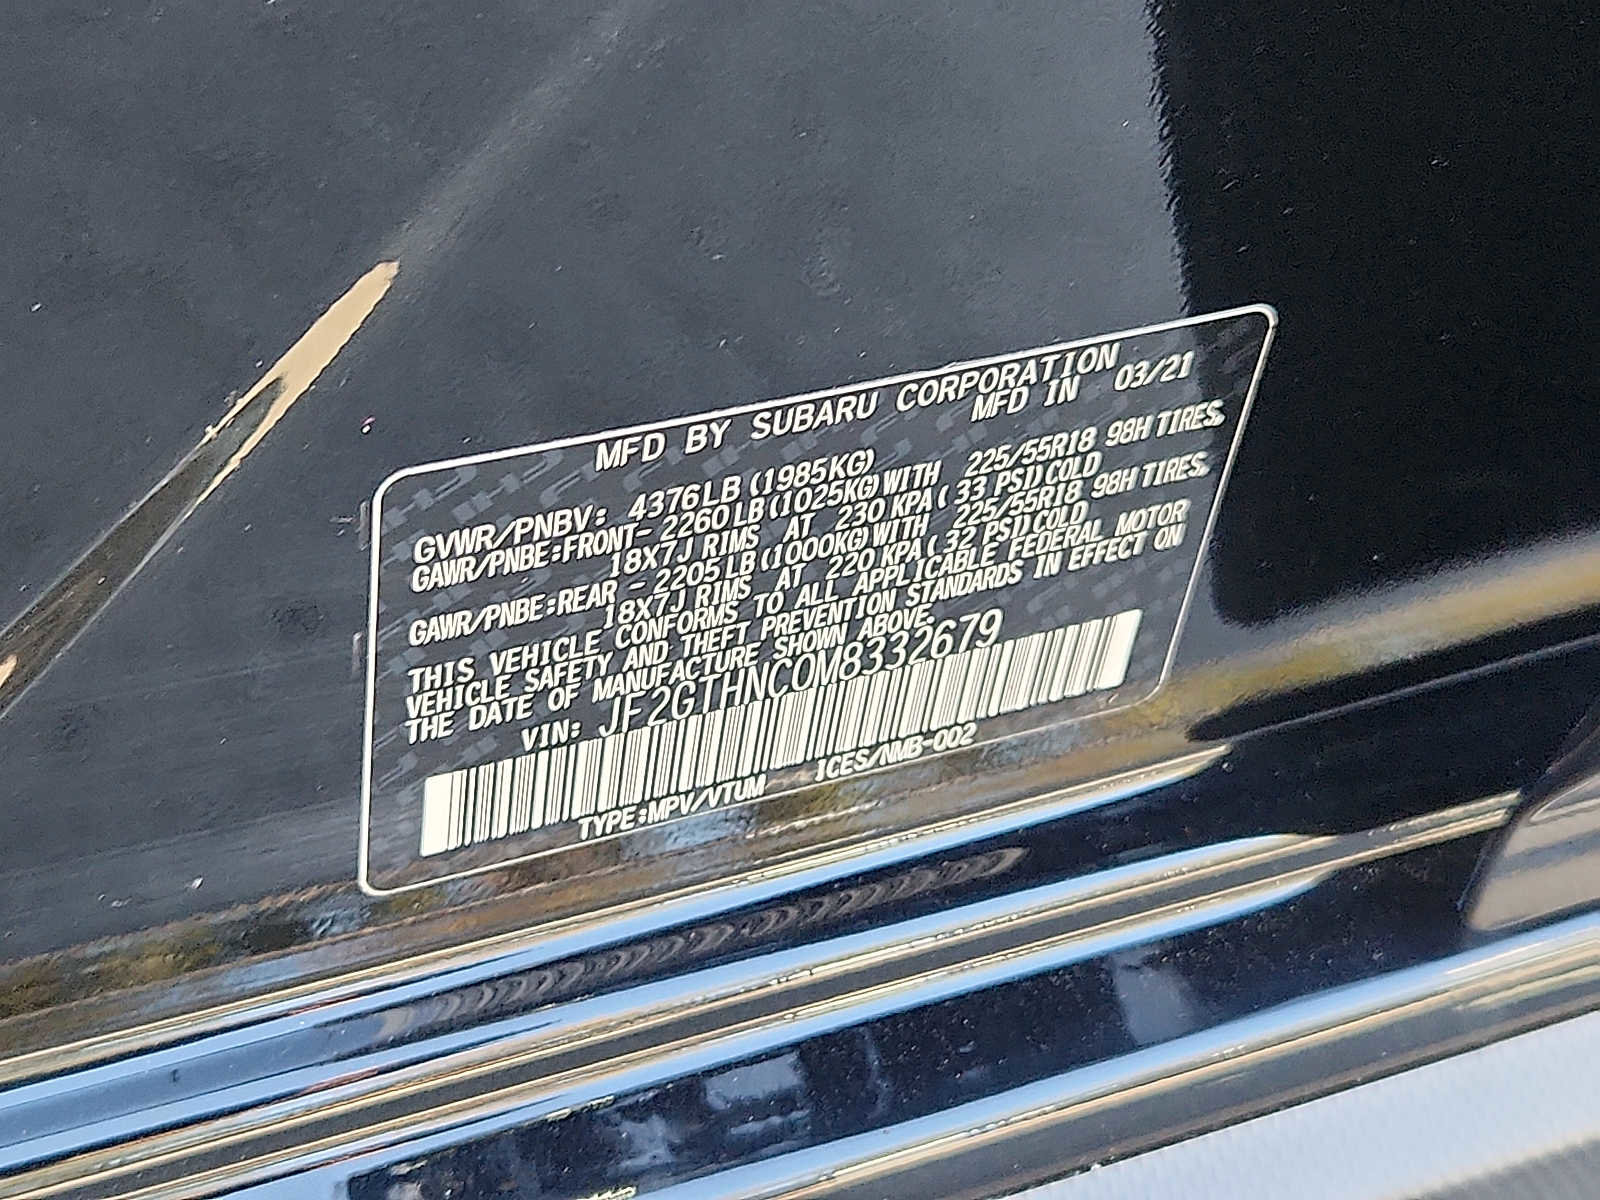 MFD BY SUBARU CORPORATION
MFD IN 03/21
GVWR/PNBV: 4376LB (1985KG)
GAWR/PNBE:FRONT- 2260LB(1025KG)WITH 225/55R18 98H TIRES,
18X7J RIMS AT 230 KPA( 33 PSI)COLD
GAWR/PNBE:REAR - 2205LB(1000KG)WITH 225/55R18 98H TIRES,
18X7J RIMS AT 220 KPA( 32 PSI)COLD
THIS VEHICLE CONFORMS TO ALL APPLICABLE FEDERAL MOTOR
VEHICLE SAFETY AND THEFT PREVENTION STANDARDS IN EFFECT ON
THE DATE OF MANUFACTURE SHOWN ABOVE.
VIN: JF2GTHNC0M8332679
TYPE:MPV/VTUM ICES/NMB-002